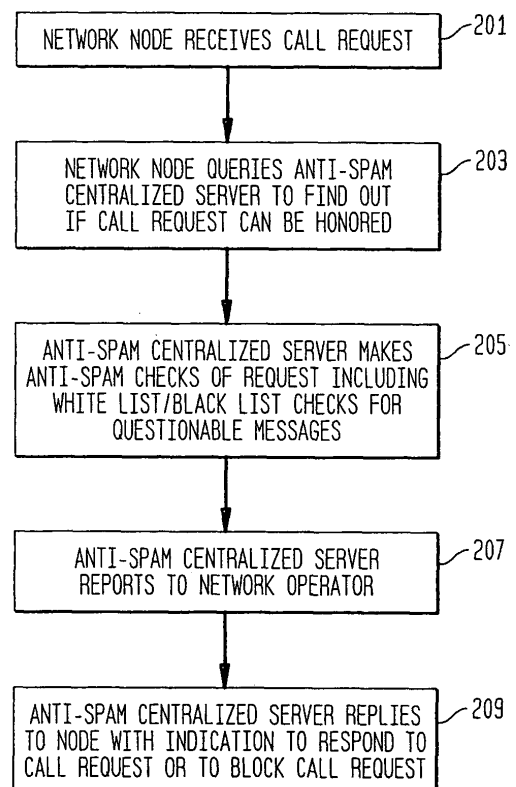 NETWORK NODE RECEIVES CALL REQUEST
201
NETWORK NODE QUERIES ANTI-SPAM
CENTRALIZED SERVER TO FIND OUT
IF CALL REQUEST CAN BE HONORED
203
ANTI-SPAM CENTRALIZED SERVER MAKES
ANTI-SPAM CHECKS OF REQUEST INCLUDING
WHITE LIST/BLACK LIST CHECKS FOR
QUESTIONABLE MESSAGES
205
ANTI-SPAM CENTRALIZED SERVER
REPORTS TO NETWORK OPERATOR
207
ANTI-SPAM CENTRALIZED SERVER REPLIES
TO NODE WITH INDICATION TO RESPOND TO
CALL REQUEST OR TO BLOCK CALL REQUEST
209